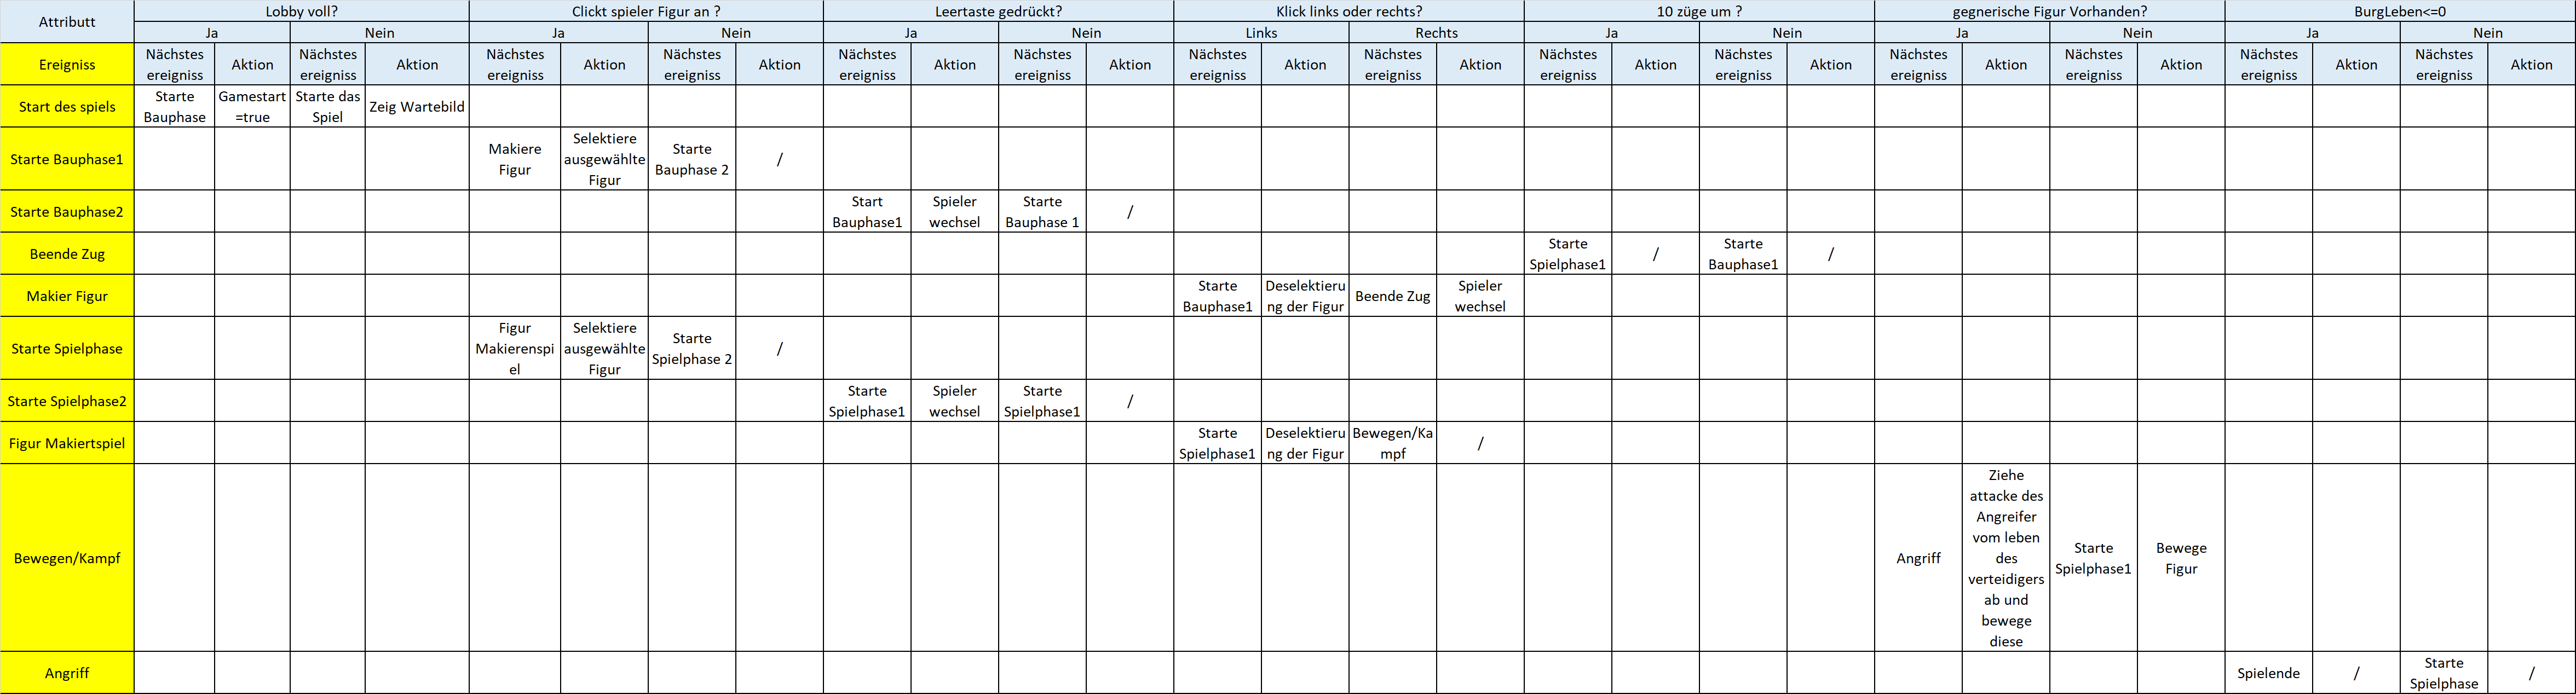 Attributt
Lobby voll?
Clickt spieler Figur an ?
Leertaste gedrückt?
Klick links oder rechts?
10 züge um ?
gegnerische Figur Vorhanden?
BurgLeben<=0
Ja
Nein
Ja
Nein
Ja
Nein
Links
Rechts
Ja
Nein
Ja
Nein
Ja
Nein
Ereigniss
Nächstes
ereigniss
Aktion
Nächstes
ereigniss
Aktion
Nächstes
ereigniss
Aktion
Nächstes
ereigniss
Aktion
Nächstes
ereigniss
Aktion
Nächstes
ereigniss
Aktion
Nächstes
ereigniss
Aktion
Nächstes
ereigniss
Aktion
Nächstes
ereigniss
Aktion
Nächstes
ereigniss
Aktion
Nächstes
ereigniss
Aktion
Nächstes
ereigniss
Aktion
Nächstes
ereigniss
Aktion
Nächstes
ereigniss
Aktion
Start des spiels
Starte
Bauphase
Gamestart
=true
Starte das
Spiel
Zeig Wartebild
Starte Bauphase1
Makiere
Figur
Selektiere
ausgewählte
Figur
Starte
Bauphase 2
/
Starte Bauphase2
Start
Bauphase1
Spieler
wechsel
Starte
Bauphase 1
/
Beende Zug
Starte
Spielphase1
/
Starte
Bauphase1
/
Makier Figur
Starte
Bauphase1
Deselektieru
ng der Figur
Beende Zug
Spieler
wechsel
Starte Spielphase
Figur
Makierenspi
el
Selektiere
ausgewählte
Figur
Starte
Spielphase 2
/
Starte Spielphase2
Starte
Spielphase1
Spieler
wechsel
Starte
Spielphase1
/
Figur Makiertspiel
Starte
Spielphase1
Deselektieru
ng der Figur
Bewegen/Ka
mpf
/
Bewegen/Kampf
Angriff
Ziehe
attacke des
Angreifer
vom leben
des
verteidigers
ab und
bewege
diese
Starte
Spielphase1
Bewege
Figur
Angriff
Spielende
/
Starte
Spielphase
/